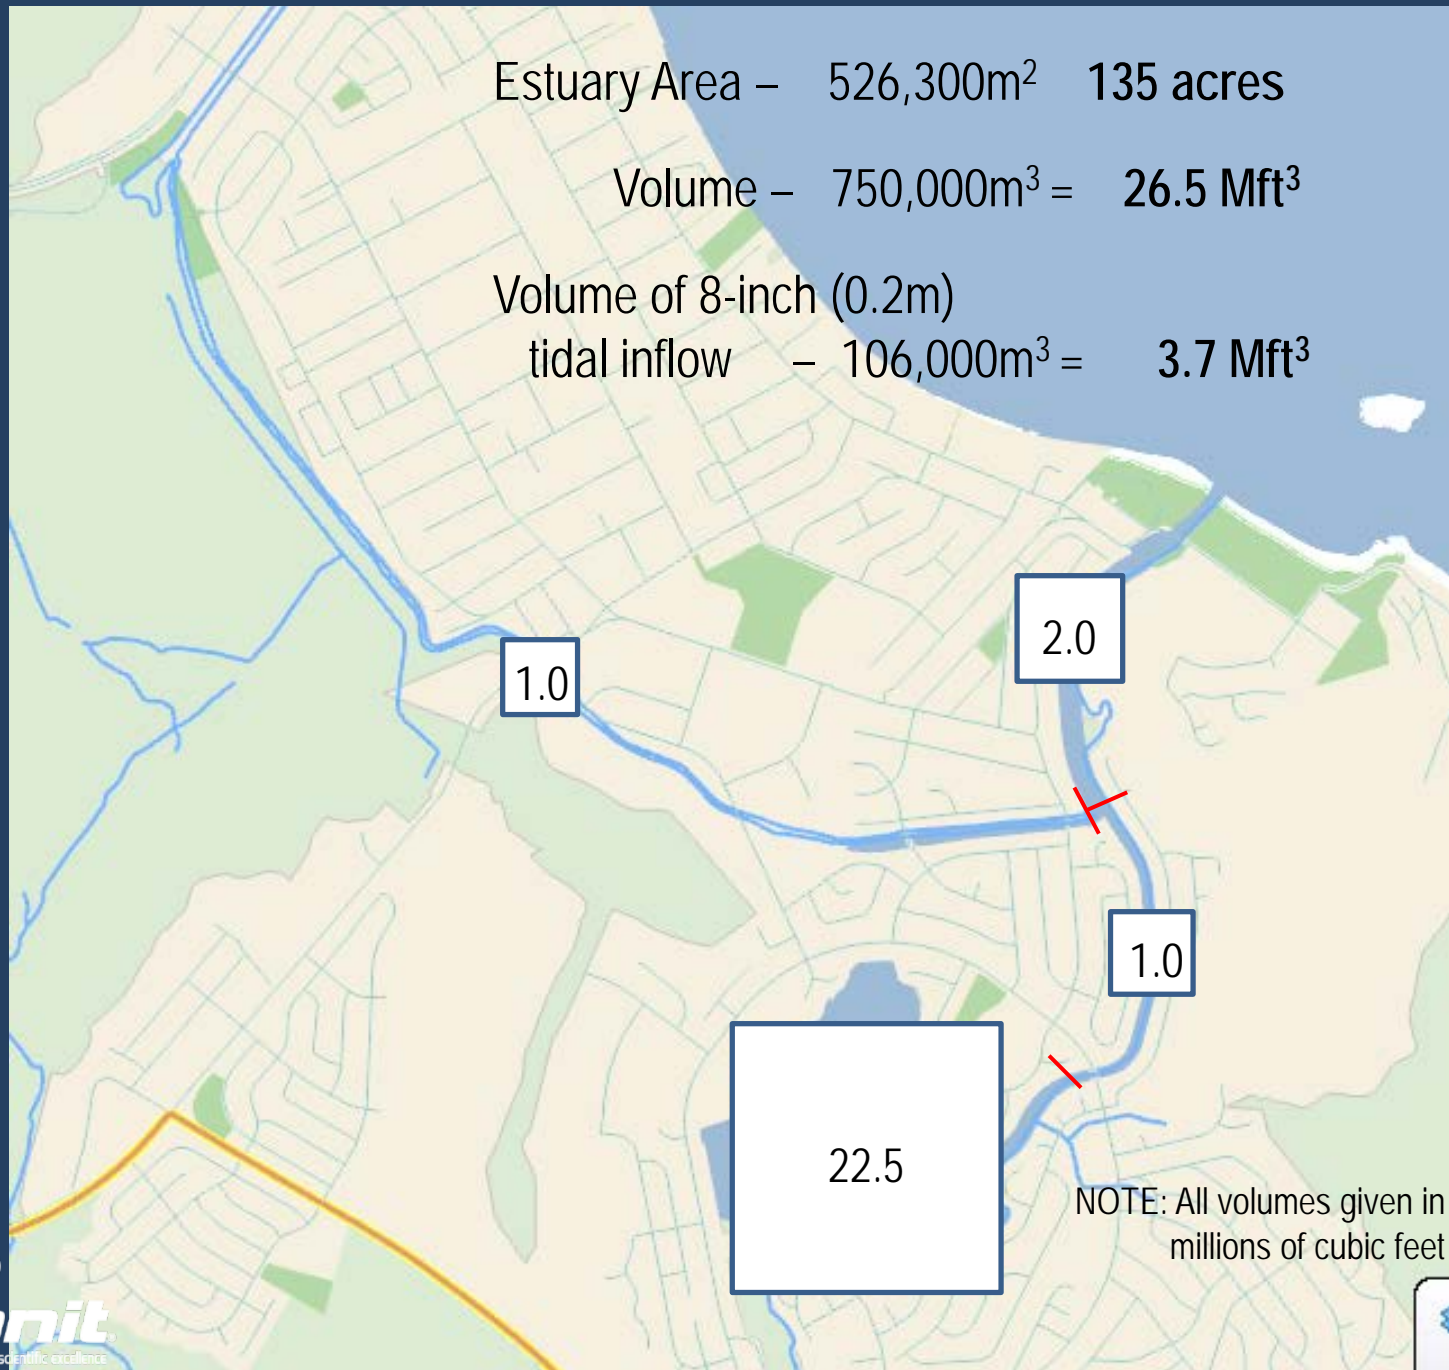 Estuary Area – 526,300m² 135 acres
Volume – 750,000m³ = 26.5 Mft³
Volume of 8-inch (0.2m)
tidal inflow – 106,000m³ = 3.7 Mft³
2.0
1.0
1.0
22.5
NOTE: All volumes given in
millions of cubic feet
scientific excellence